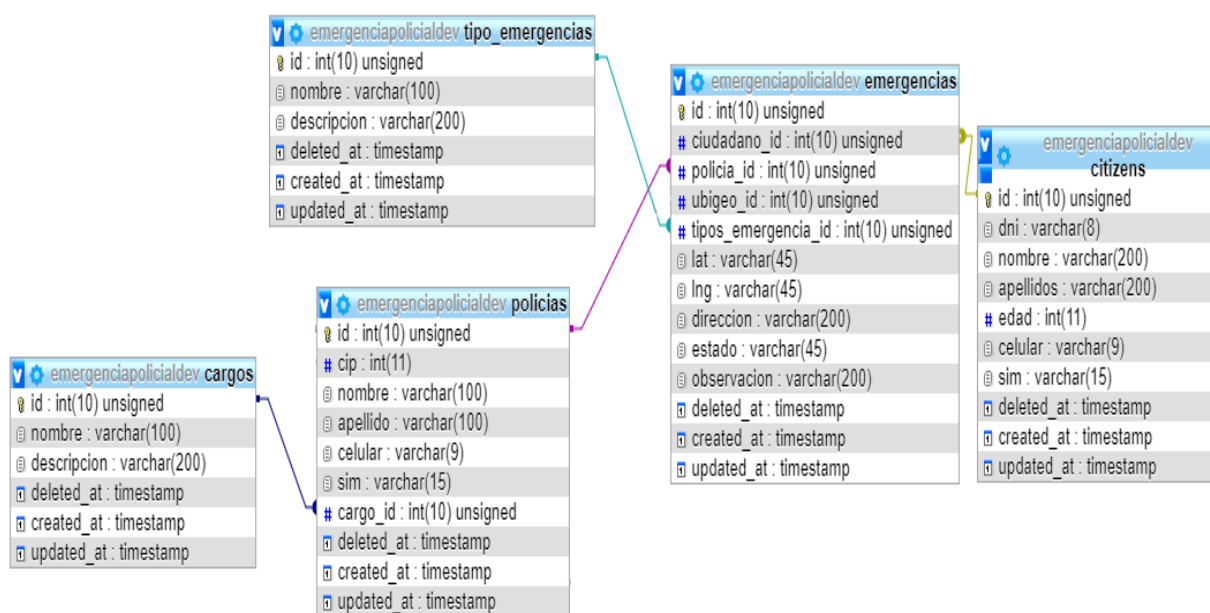 emergenciapolicialdev tipo_emergencias
id : int(10) unsigned
nombre : varchar(100)
descripcion : varchar(200)
deleted_at : timestamp
created_at : timestamp
updated_at : timestamp
emergenciapolicialdev emergencias
id : int(10) unsigned
ciudadano_id : int(10) unsigned
policia_id : int(10) unsigned
ubigeo_id : int(10) unsigned
tipos_emergencia_id : int(10) unsigned
lat : varchar(45)
lng : varchar(45)
direccion : varchar(200)
estado : varchar(45)
observacion : varchar(200)
deleted_at : timestamp
created_at : timestamp
updated_at : timestamp
emergenciapolicialdev
citizens
id : int(10) unsigned
dni : varchar(8)
nombre : varchar(200)
apellidos : varchar(200)
edad : int(11)
celular : varchar(9)
sim : varchar(15)
deleted_at : timestamp
created_at : timestamp
updated_at : timestamp
emergenciapolicialdev policias
id : int(10) unsigned
cip : int(11)
nombre : varchar(100)
apellido : varchar(100)
celular : varchar(9)
sim : varchar(15)
cargo_id : int(10) unsigned
deleted_at : timestamp
created_at : timestamp
updated_at : timestamp
emergenciapolicialdev cargos
id : int(10) unsigned
nombre : varchar(100)
descripcion : varchar(200)
deleted_at : timestamp
created_at : timestamp
updated_at : timestamp